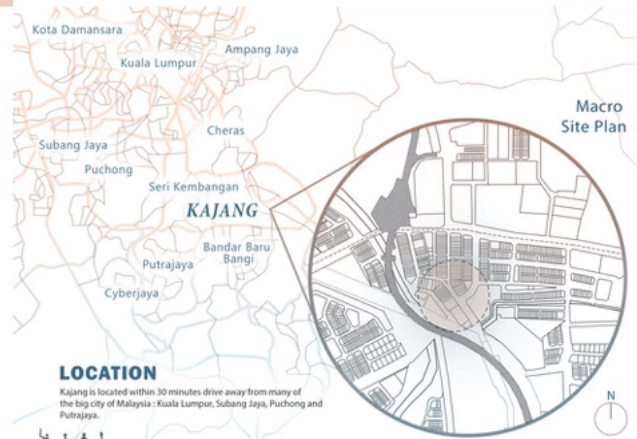 Kota Damansara
Ampang Jaya
Kuala Lumpur
Macro
Site Plan
Cheras
Subang Jaya
Puchong
Seri Kembangan
KAJANG
Bandar Baru
Bangi
Putrajaya
Cyberjaya
LOCATION
Kajang is located within 30 minutes drive away from many of
the big city of Malaysia : Kuala Lumpur, Subang Jaya, Puchong and
Putrajaya.
N